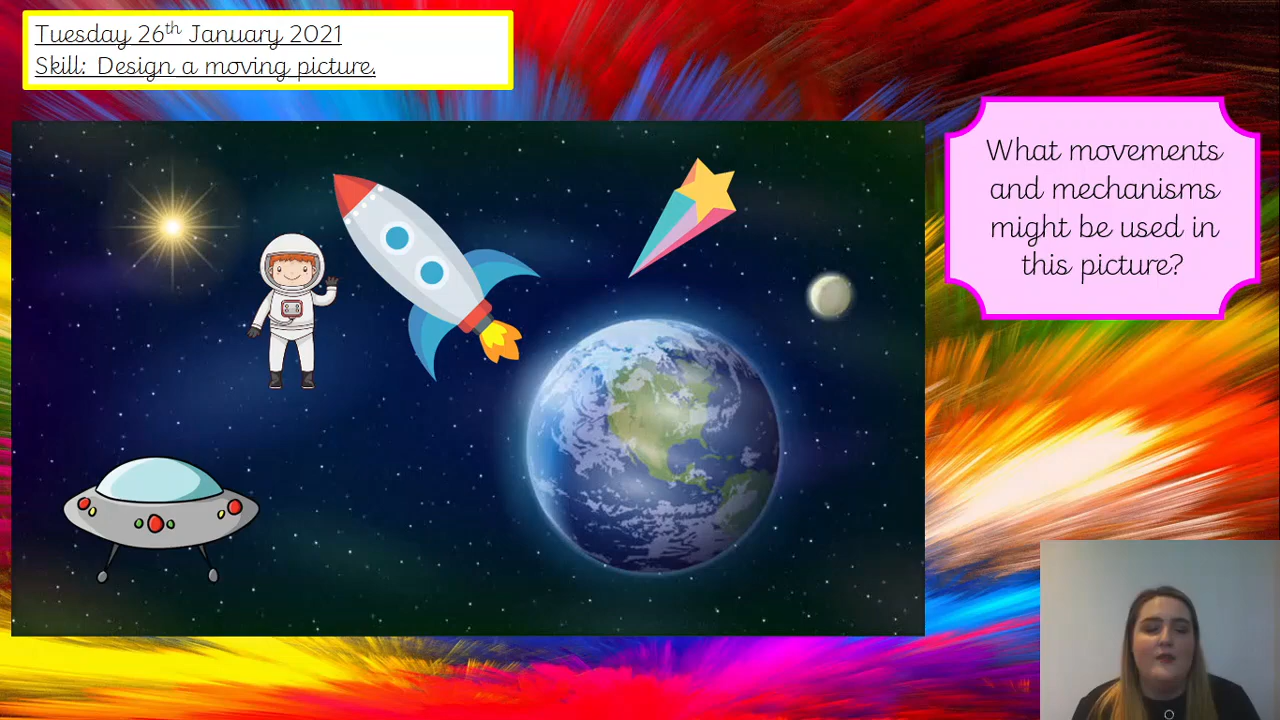 Tuesday 26th January 2021
Skill: Design a moving picture.
What movements
and mechanisms
might be used in
this picture?